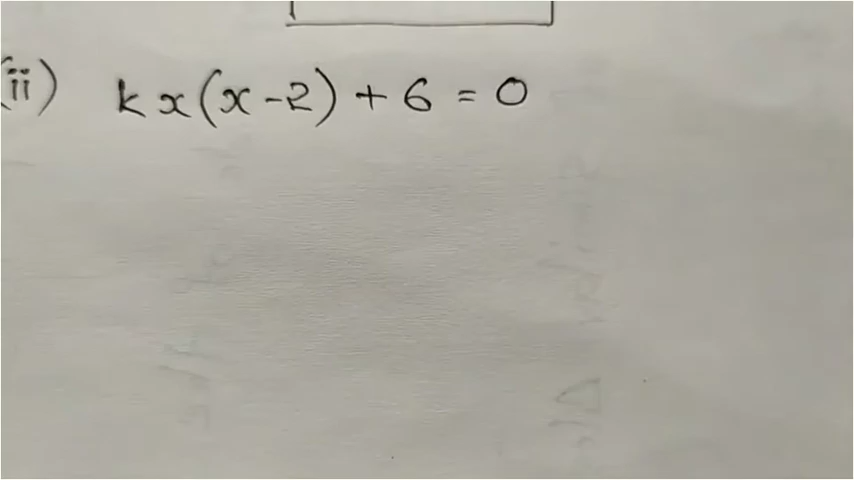 (ii) kx(x-2) + 6 = 0